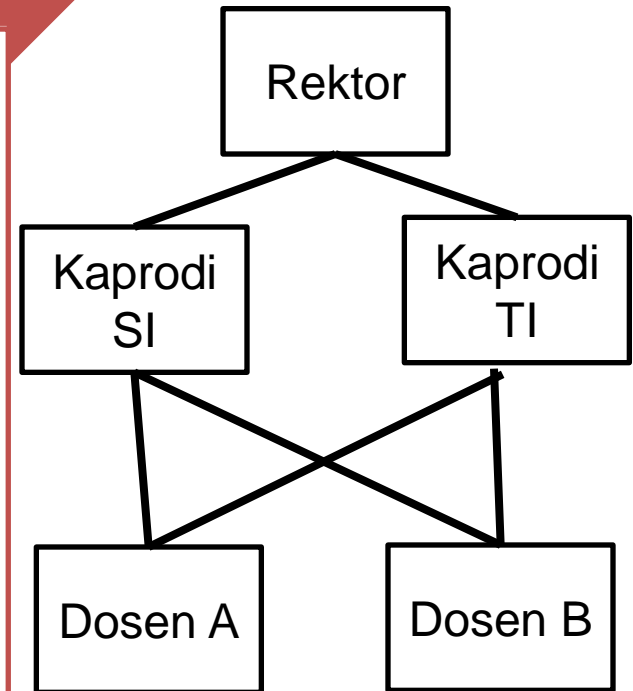 Rektor
Kaprodi
SI
Kaprodi
TI
Dosen A
Dosen B